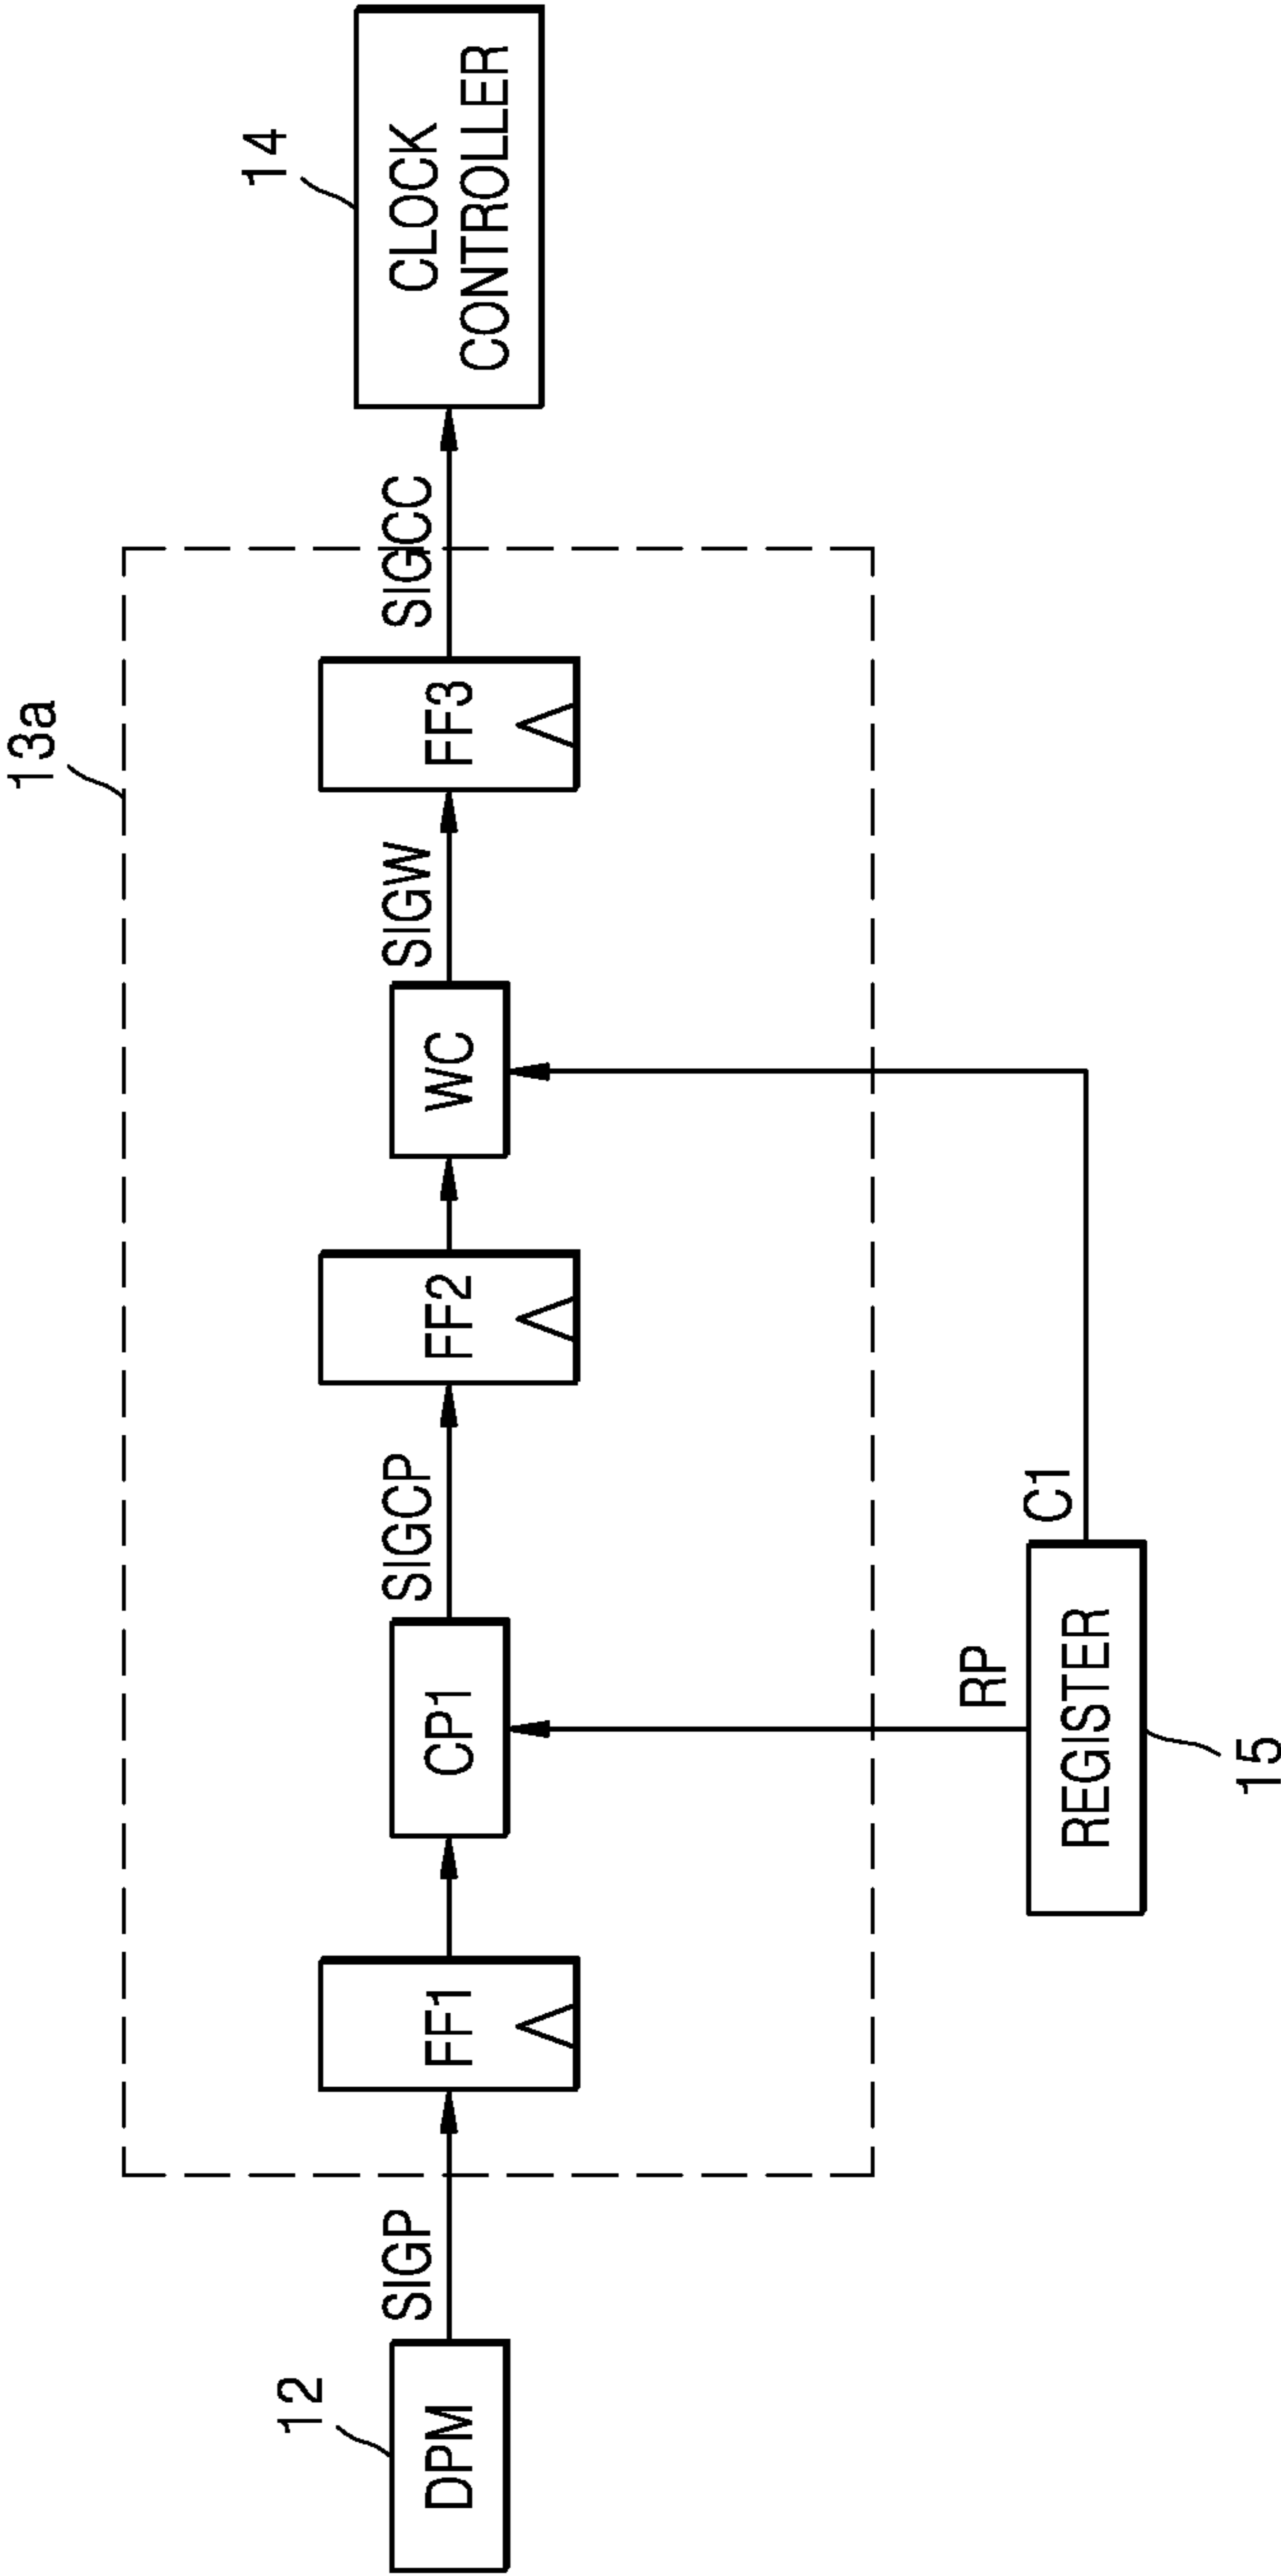 13a
14
12
DPM
SIGP
FF1
CP1
SIGCP
FF2
WC
SIGW
FF3
SIGCC
CLOCK
CONTROLLER
RP
C1
REGISTER
15